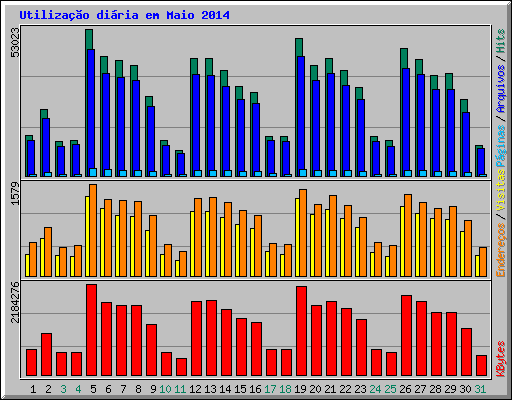 Utilização diária em Maio 2014
53023
1579
2184276
Endereços / Visitas Páginas / Arquivos / Hits
KBytes
1 2 3 4 5 6 7 8 9 10 11 12 13 14 15 16 17 18 19 20 21 22 23 24 25 26 27 28 29 30 31